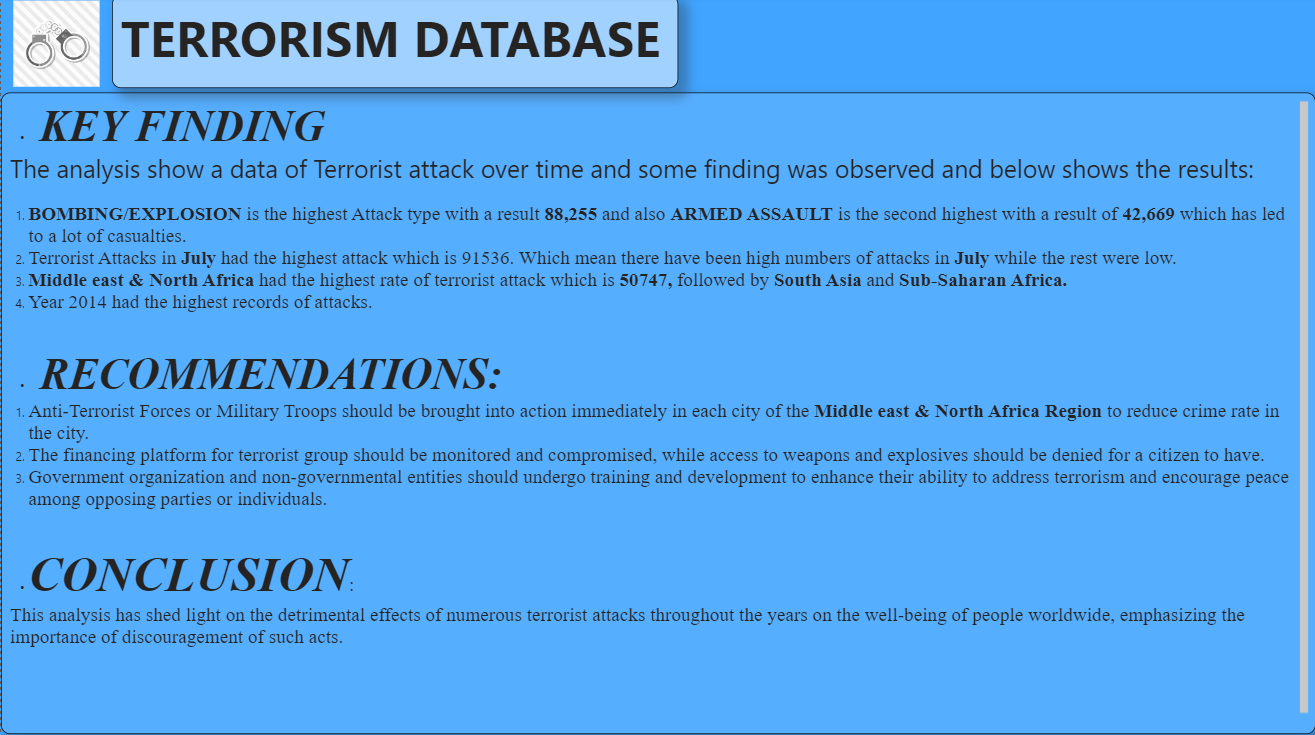 TERRORISM DATABASE
. KEY FINDING
The analysis show a data of Terrorist attack over time and some finding was observed and below shows the results:
1. BOMBING/EXPLOSION is the highest Attack type with a result 88,255 and also ARMED ASSAULT is the second highest with a result of 42,669 which has led
to a lot of casualties.
2. Terrorist Attacks in July had the highest attack which is 91536. Which mean there have been high numbers of attacks in July while the rest were low.
3. Middle east & North Africa had the highest rate of terrorist attack which is 50747, followed by South Asia and Sub-Saharan Africa.
4. Year 2014 had the highest records of attacks.
. RECOMMENDATIONS:
1. Anti-Terrorist Forces or Military Troops should be brought into action immediately in each city of the Middle east & North Africa Region to reduce crime rate in
the city.
2. The financing platform for terrorist group should be monitored and compromised, while access to weapons and explosives should be denied for a citizen to have.
3. Government organization and non-governmental entities should undergo training and development to enhance their ability to address terrorism and encourage peace
among opposing parties or individuals.
. CONCLUSION:
This analysis has shed light on the detrimental effects of numerous terrorist attacks throughout the years on the well-being of people worldwide, emphasizing the
importance of discouragement of such acts.